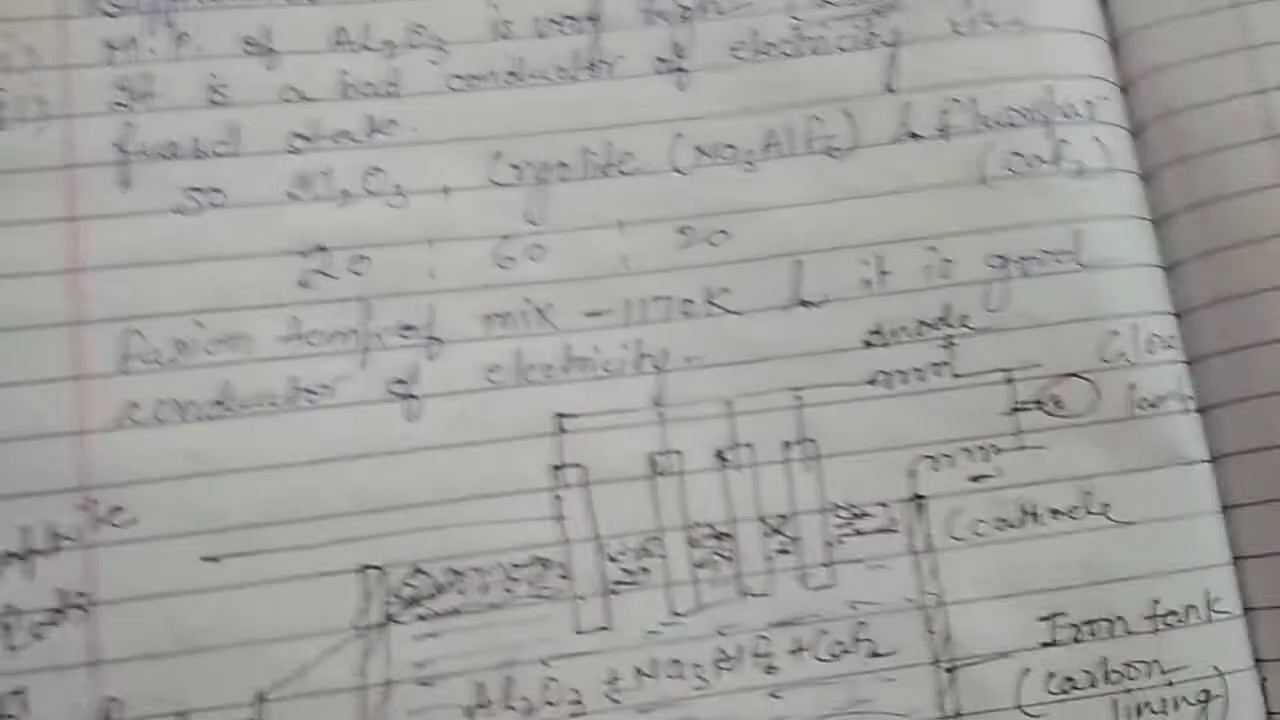 M.P. of Al2O3 is very high
It is a bad conductor of electricity
fused state.
so Al2O3, Cryolite (Na3AlF6) & fluorspar
(CaF2)
20 : 60 : 20
fusion temp of mix - 1170K & it is good
conductor of electricity.
Anode
Cathode
Iron tank
(carbon
lining)
Al2O3 + Na3AlF6 + CaF2